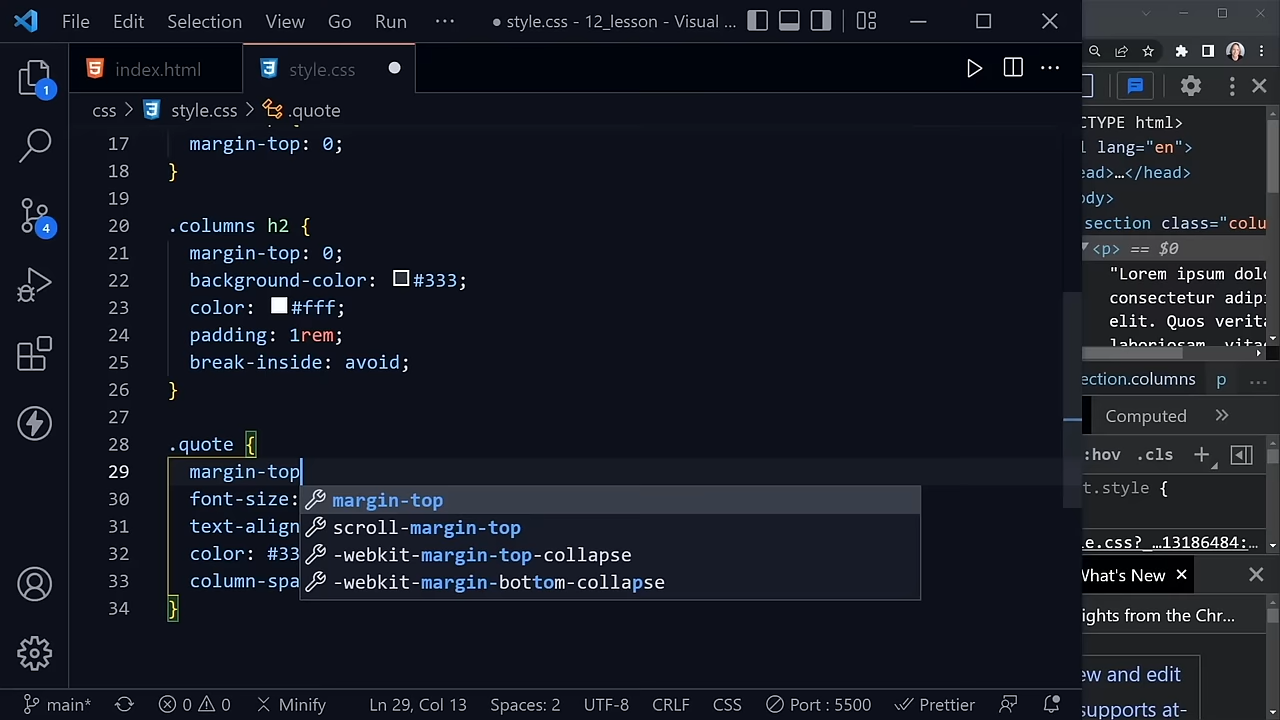 File Edit Selection View Go Run ··· ● style.css - 12_lesson - Visual ...
index.html style.css
css > style.css > .quote
17 margin-top: 0;
18 }
19
20 .columns h2 {
21 margin-top: 0;
22 background-color: #333;
23 color: #fff;
24 padding: 1rem;
25 break-inside: avoid;
26 }
27
28 .quote {
29 margin-top
30 font-size:
31 text-align
32 color: #33
33 column-spa
34 }
margin-top
scroll-margin-top
-webkit-margin-top-collapse
-webkit-margin-bottom-collapse
1
4
main* 0 0 Minify Ln 29, Col 13 Spaces: 2 UTF-8 CRLF CSS Port : 5500 Prettier
CTYPE html>
l lang="en">
ead>…</head>
ody>
section class="colu
<p> == $0
"Lorem ipsum dolo
consectetur adipi
elit. Quos verita
ection.columns p ...
Computed
:hov .cls
t.style {
e.css?_…13186484:…
What's New
ights from the Chr...
ew and edit
supports at-